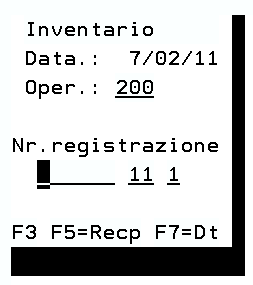 Inventario
Data.: 7/02/11
Oper.: 200
Nr.registrazione
11 1
F3 F5=Recp F7=Dt